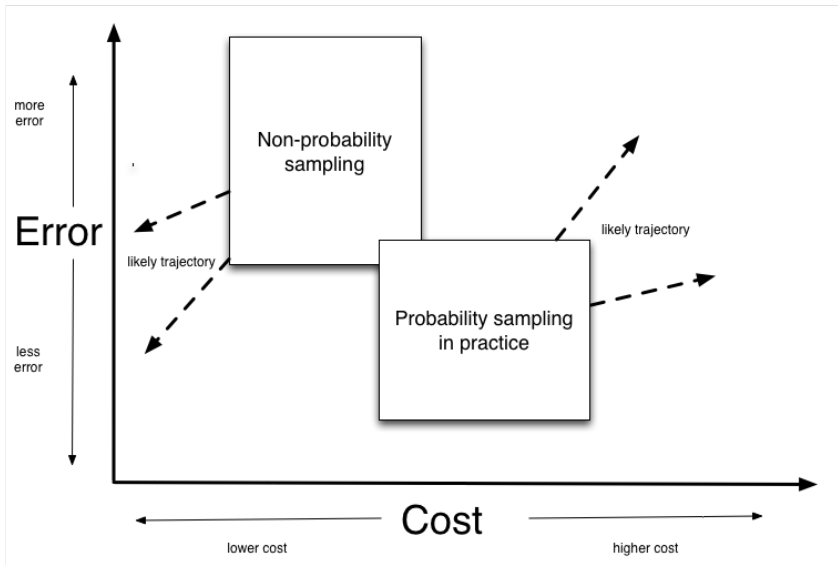 more
error
Non-probability
sampling
Error
likely trajectory
likely trajectory
Probability sampling
in practice
less
error
Cost
lower cost
higher cost